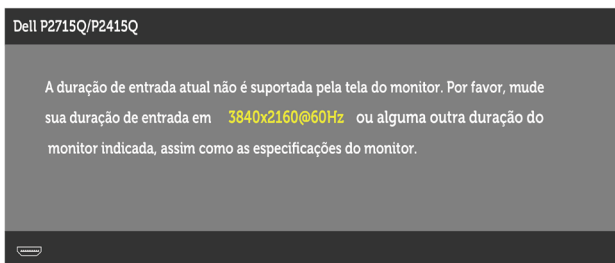 Dell P2715Q/P2415Q
A duração de entrada atual não é suportada pela tela do monitor. Por favor, mude
sua duração de entrada em 3840x2160@60Hz ou alguma outra duração do
monitor indicada, assim como as especificações do monitor.